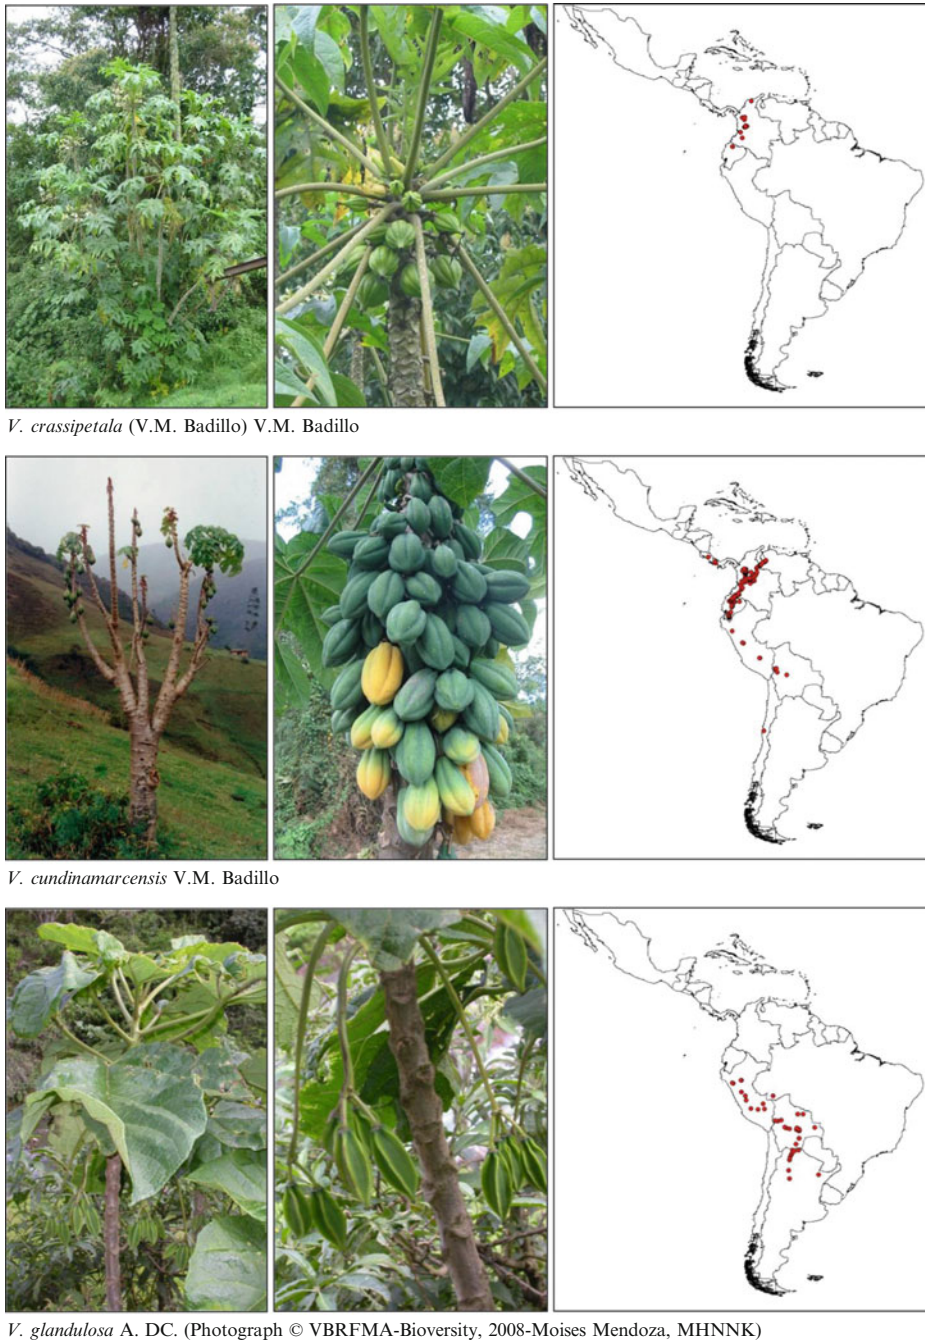 V. crassipetala (V.M. Badillo) V.M. Badillo
V. cundinamarcensis V.M. Badillo
V. glandulosa A. DC. (Photograph © VBRFMA-Bioversity, 2008-Moises Mendoza, MHNNK)